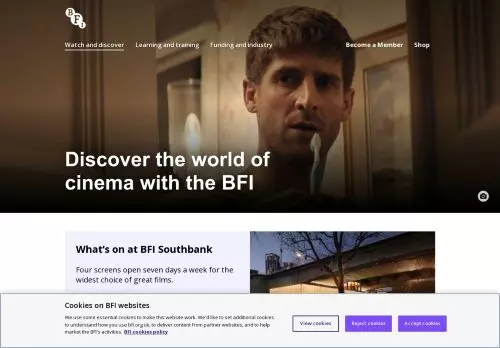 BFI
Watch and discover
Learning and training
Funding and industry
Become a Member
Shop
Discover the world of
cinema with the BFI
What's on at BFI Southbank
Four screens open seven days a week for the
widest choice of great films.
Cookies on BFI websites
We use some essential cookies to make this website work. We'd like to set additional cookies
to understand how you use bfi.org.uk, to deliver content from partner websites, and to help
market the BFI's activities. BFI cookies policy
View cookies
Reject cookies
Accept cookies